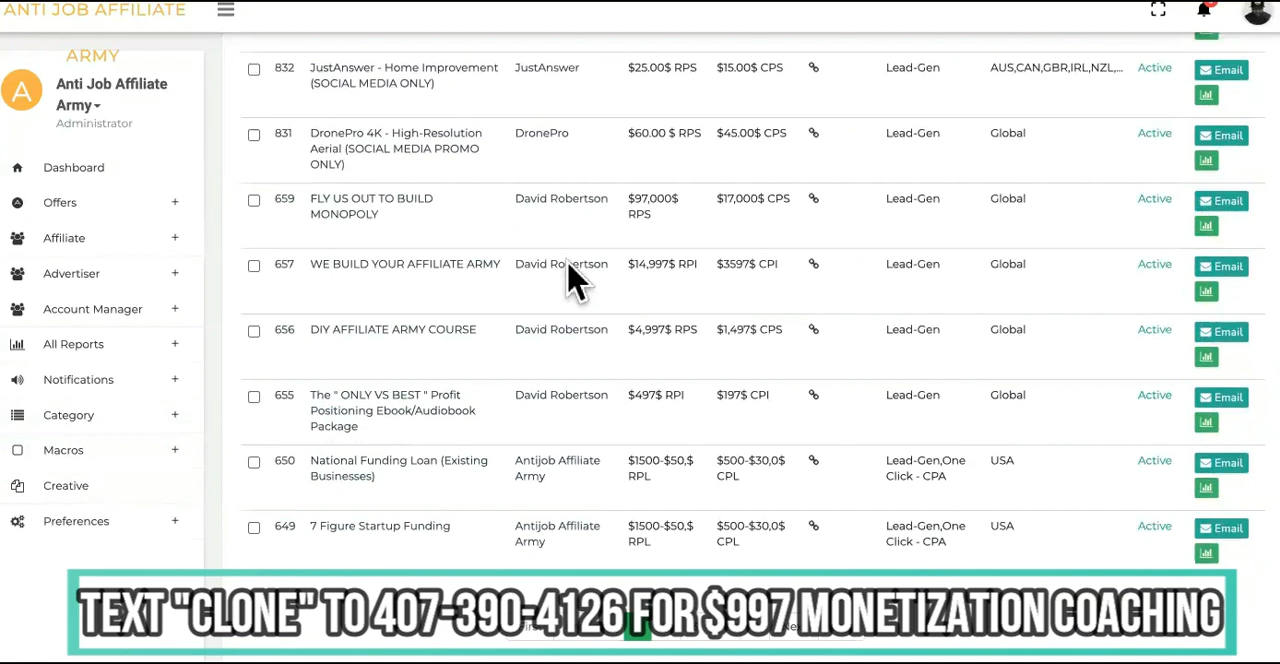 ANTI JOB AFFILIATE
ARMY
Anti Job Affiliate
Army
Administrator
A
Dashboard
Offers +
Affiliate +
Advertiser +
Account Manager +
All Reports +
Notifications +
Category +
Macros +
Creative
Preferences +
832 JustAnswer - Home Improvement JustAnswer $25.00$ RPS $15.00$ CPS Lead-Gen AUS,CAN,GBR,IRL,NZL,... Active Email
(SOCIAL MEDIA ONLY)
831 DronePro 4K - High-Resolution DronePro $60.00 $ RPS $45.00$ CPS Lead-Gen Global Active Email
Aerial (SOCIAL MEDIA PROMO
ONLY)
659 FLY US OUT TO BUILD David Robertson $97,000$ $17,000$ CPS Lead-Gen Global Active Email
MONOPOLY RPS
657 WE BUILD YOUR AFFILIATE ARMY David Robertson $14,997$ RPI $3597$ CPI Lead-Gen Global Active Email
656 DIY AFFILIATE ARMY COURSE David Robertson $4,997$ RPS $1,497$ CPS Lead-Gen Global Active Email
655 The " ONLY VS BEST " Profit David Robertson $497$ RPI $197$ CPI Lead-Gen Global Active Email
Positioning Ebook/Audiobook
Package
650 National Funding Loan (Existing Antijob Affiliate $1500-$50,$ $500-$30,0$ Lead-Gen,One USA Active Email
Businesses) Army RPL CPL Click - CPA
649 7 Figure Startup Funding Antijob Affiliate $1500-$50,$ $500-$30,0$ Lead-Gen,One USA Active Email
Army RPL CPL Click - CPA
TEXT "CLONE" TO 407-390-4126 FOR $997 MONETIZATION COACHING